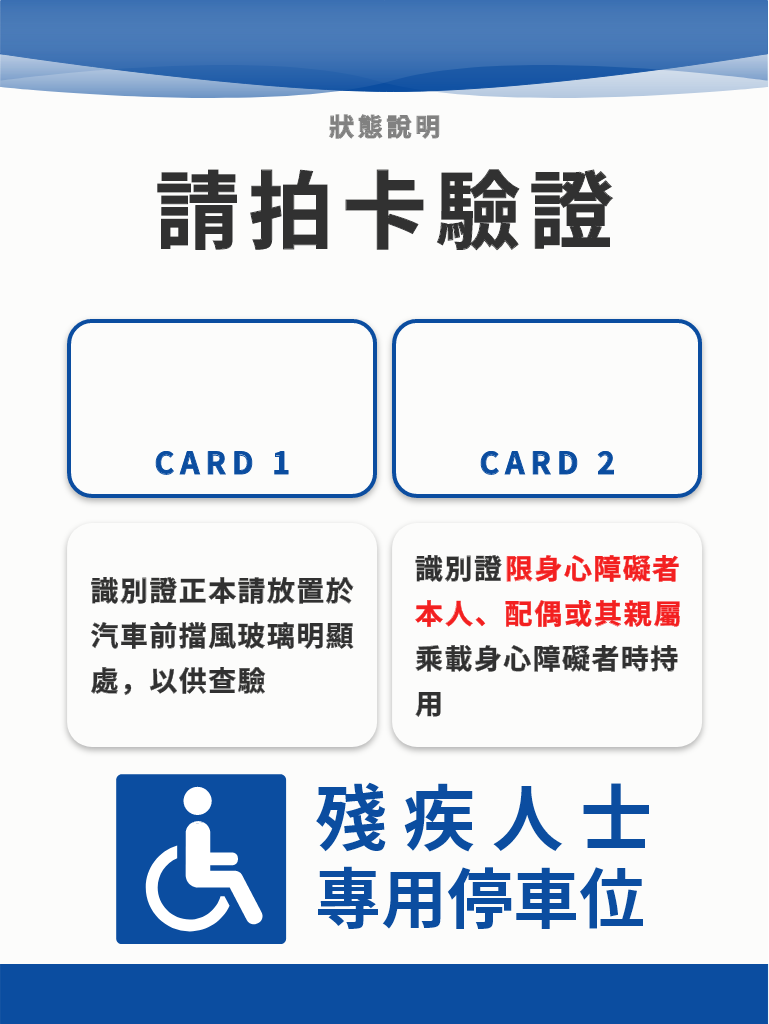 狀態說明
請拍卡驗證
CARD 1
CARD 2
識別證正本請放置於
汽車前擋風玻璃明顯
處，以供查驗
識別證限身心障礙者
本人、配偶或其親屬
乘載身心障礙者時持
用
殘疾人士
專用停車位